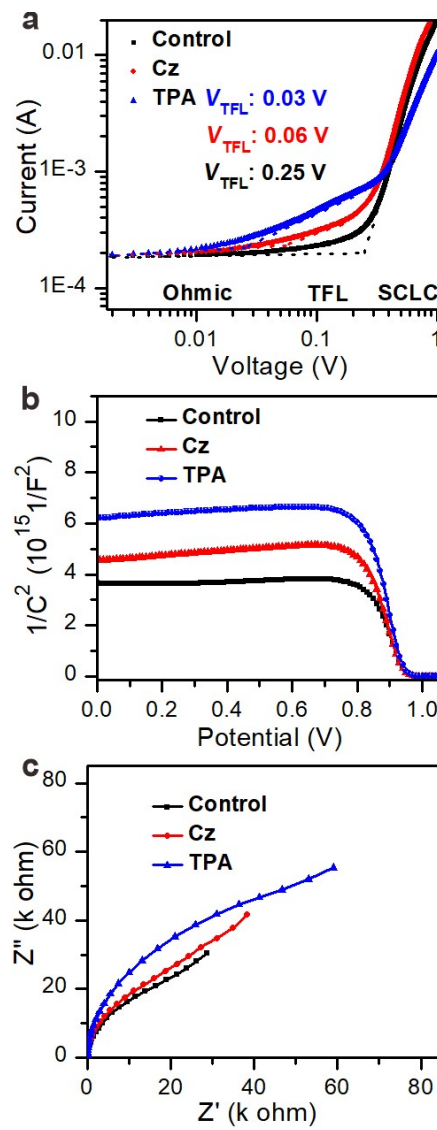 a
Control
Cz
TPA
V_TFL: 0.03 V
V_TFL: 0.06 V
V_TFL: 0.25 V
0.01
1E-3
1E-4
Current (A)
Ohmic TFL SCLC
0.01 0.1 1
Voltage (V)
b
Control
Cz
TPA
10
8
6
4
2
0
1/C² (10¹⁵ 1/F²)
0.0 0.2 0.4 0.6 0.8 1.0
Potential (V)
c
Control
Cz
TPA
80
60
40
20
0
Z'' (k ohm)
0 20 40 60 80
Z' (k ohm)